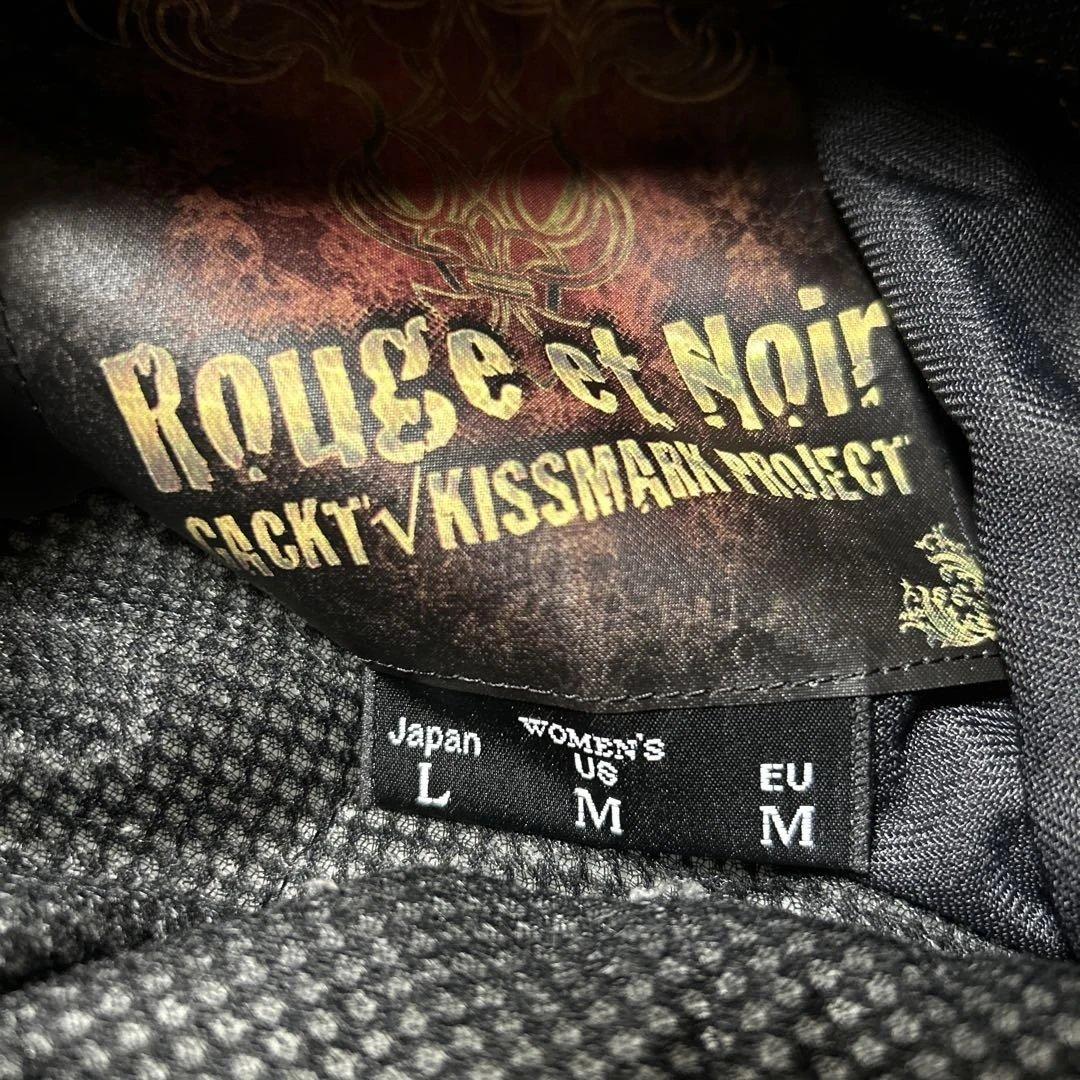 Rouge et Noir
GACKT√KISSMARK PROJECT
Japan WOMEN'S US EU
L M M